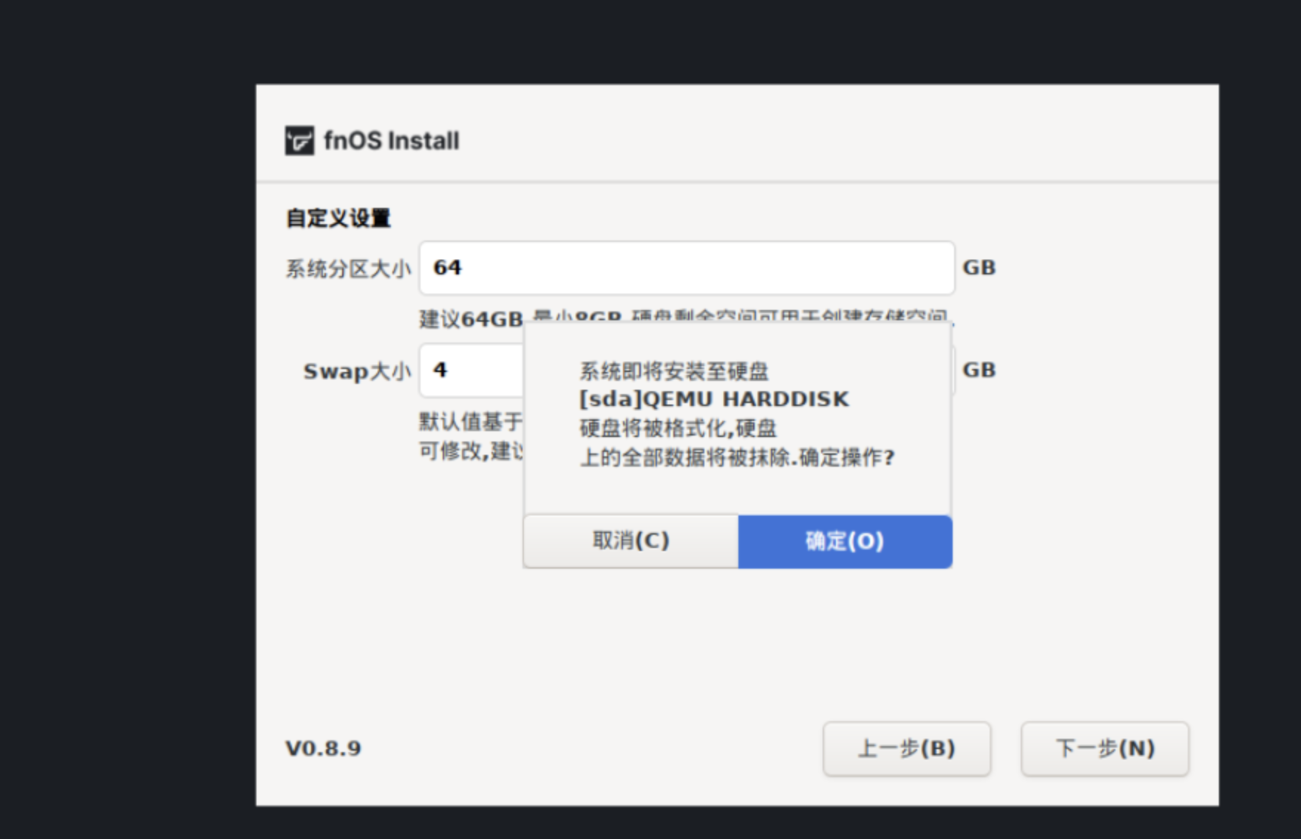 fnOS Install
自定义设置
系统分区大小 64 GB
建议64GB,最小8GB,硬盘剩余空间可用于创建存储空间.
Swap大小 4 GB
默认值基于
可修改,建议
系统即将安装至硬盘
[sda]QEMU HARDDISK
硬盘将被格式化,硬盘
上的全部数据将被抹除.确定操作?
取消(C) 确定(O)
V0.8.9 上一步(B) 下一步(N)